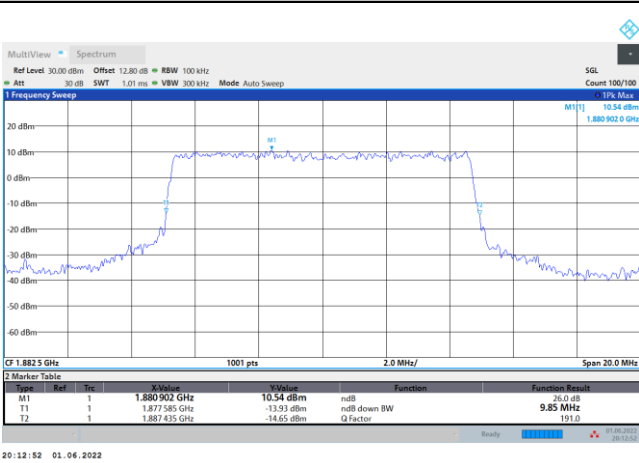 MultiView Spectrum
Ref Level 30.00 dBm Offset 12.80 dB RBW 100 kHz SGL
Att 30 dB SWT 1.01 ms VBW 300 kHz Mode Auto Sweep Count 100/100
1 Frequency Sweep 1Pk Max
M1[1] 10.54 dBm
1.880 902 0 GHz
20 dBm
M1
10 dBm
0 dBm
-10 dBm
T1 T2
-20 dBm
-30 dBm
-40 dBm
-50 dBm
-60 dBm
CF 1.882 5 GHz 1001 pts 2.0 MHz/ Span 20.0 MHz
2 Marker Table
Type Ref Trc X-Value Y-Value Function Function Result
M1 1 1.880 902 GHz 10.54 dBm ndB 26.0 dB
T1 1 1.877 585 GHz -13.93 dBm ndB down BW 9.85 MHz
T2 1 1.887 435 GHz -14.65 dBm Q Factor 191.0
Ready 01.06.2022
20:12:52
20:12:52 01.06.2022